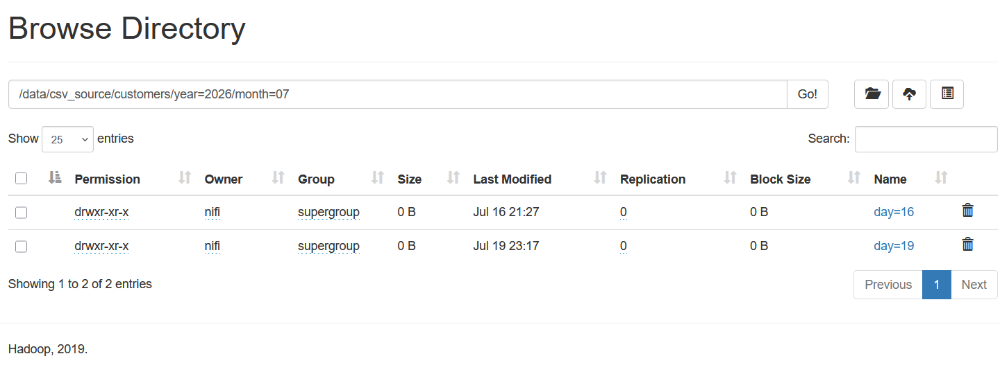 Browse Directory
/data/csv_source/customers/year=2026/month=07 Go!
Show 25 entries Search:
Permission Owner Group Size Last Modified Replication Block Size Name
drwxr-xr-x nifi supergroup 0 B Jul 16 21:27 0 0 B day=16
drwxr-xr-x nifi supergroup 0 B Jul 19 23:17 0 0 B day=19
Showing 1 to 2 of 2 entries Previous 1 Next
Hadoop, 2019.